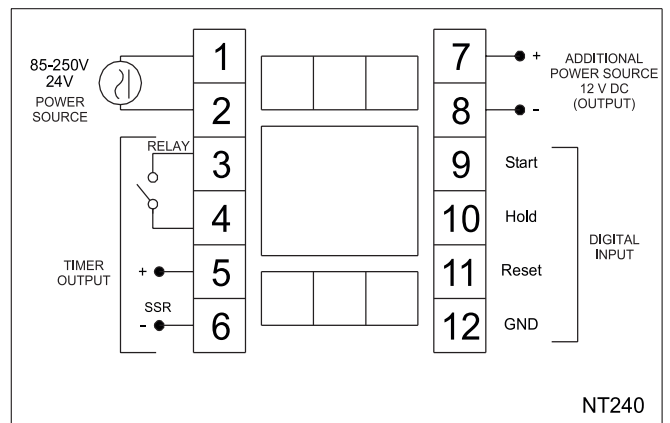 85-250V
24V
POWER
SOURCE
1
2
RELAY
3
4
TIMER
OUTPUT
+
5
SSR
-
6
7
+
8
-
ADDITIONAL
POWER SOURCE
12 V DC
(OUTPUT)
9 Start
10 Hold
11 Reset
12 GND
DIGITAL
INPUT
NT240